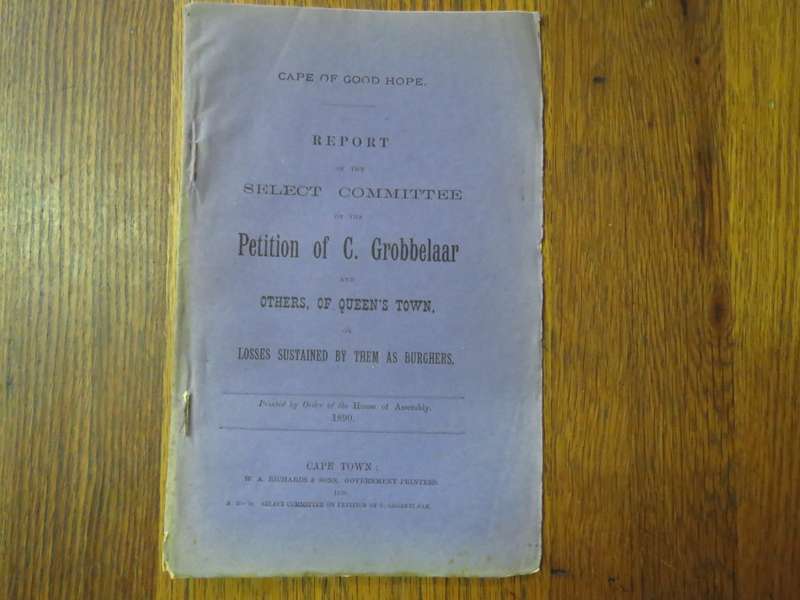 CAPE OF GOOD HOPE.
REPORT
OF THE
SELECT COMMITTEE
ON THE
Petition of C. Grobbelaar
AND
OTHERS, OF QUEEN'S TOWN,
LOSSES SUSTAINED BY THEM AS BURGHERS.
Printed by Order of the House of Assembly.
1890.
CAPE TOWN:
W. A. RICHARDS & SONS, GOVERNMENT PRINTERS.
1890.
SELECT COMMITTEE ON PETITION OF C. GROBBELAAR.